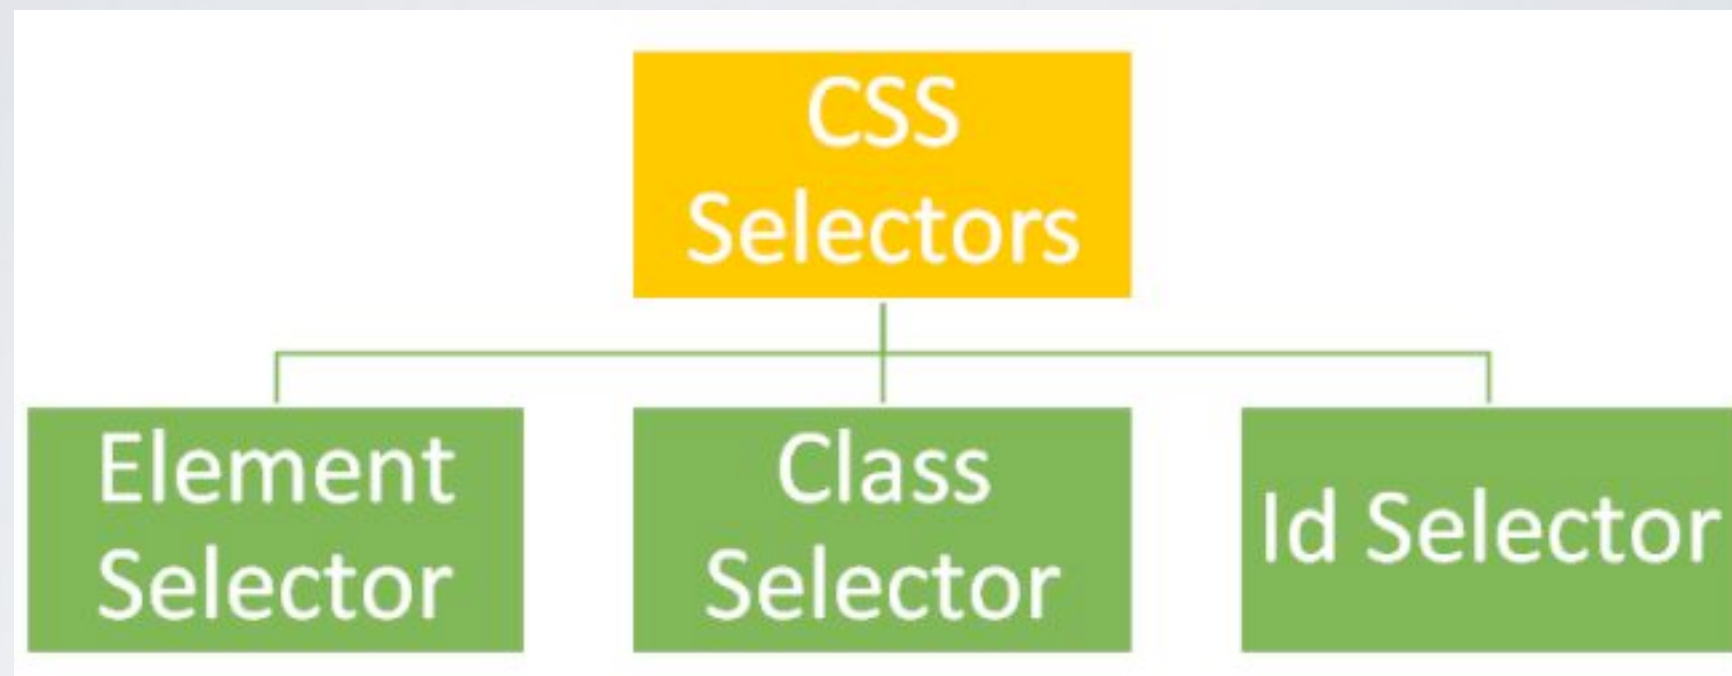 CSS
Selectors
Element
Selector
Class
Selector
Id Selector